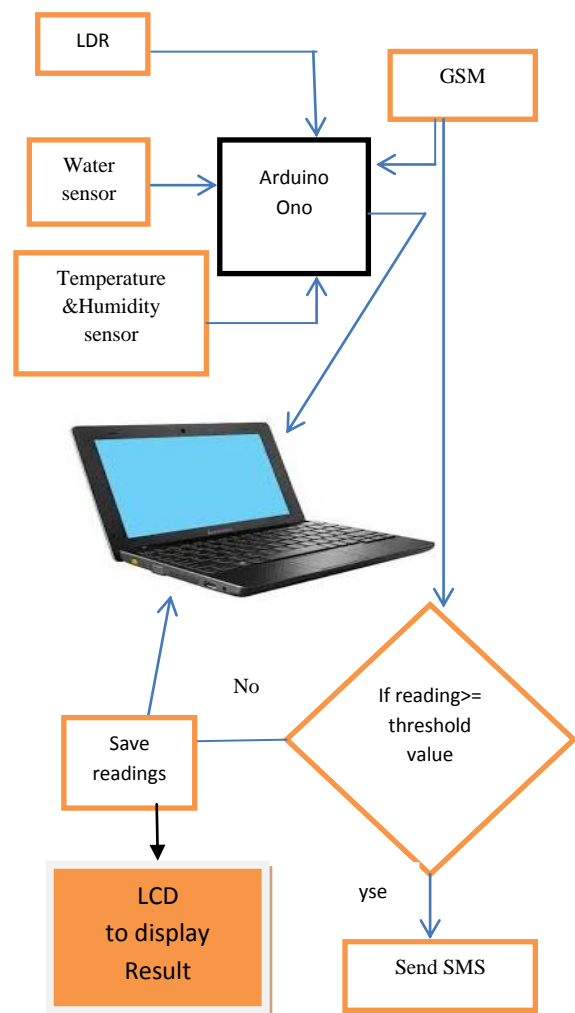 LDR
GSM
Water
sensor
Arduino
Ono
Temperature
&Humidity
sensor
No
If reading>=
threshold
value
Save
readings
LCD
to display
Result
yse
Send SMS